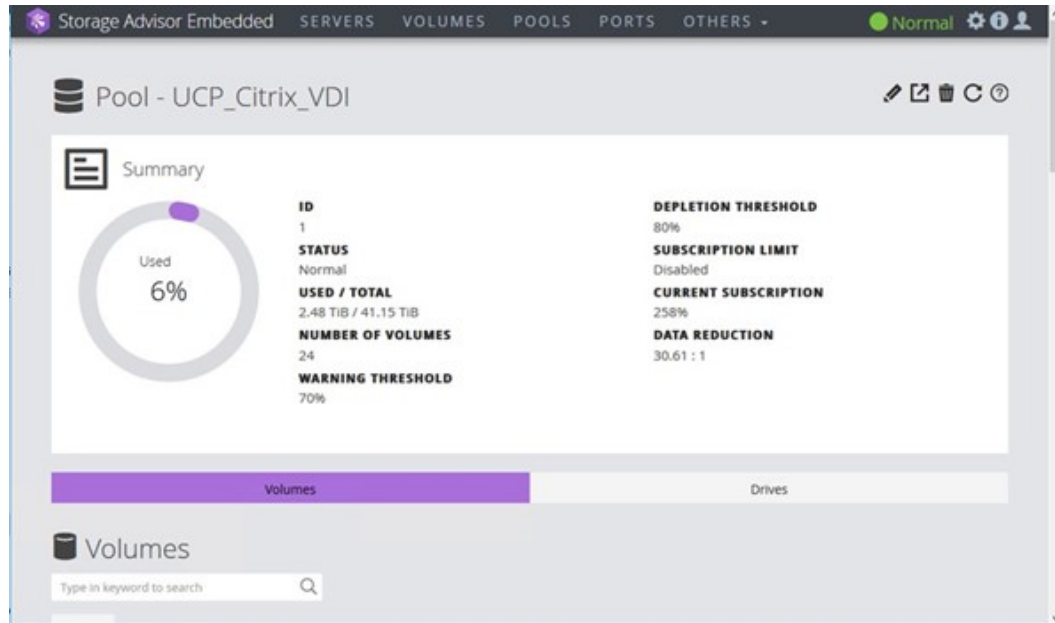 Storage Advisor Embedded SERVERS VOLUMES POOLS PORTS OTHERS Normal
Pool - UCP_Citrix_VDI
Summary
Used
6%
ID
1
STATUS
Normal
USED / TOTAL
2.48 TiB / 41.15 TiB
NUMBER OF VOLUMES
24
WARNING THRESHOLD
70%
DEPLETION THRESHOLD
80%
SUBSCRIPTION LIMIT
Disabled
CURRENT SUBSCRIPTION
258%
DATA REDUCTION
30.61 : 1
Volumes Drives
Volumes
Type in keyword to search